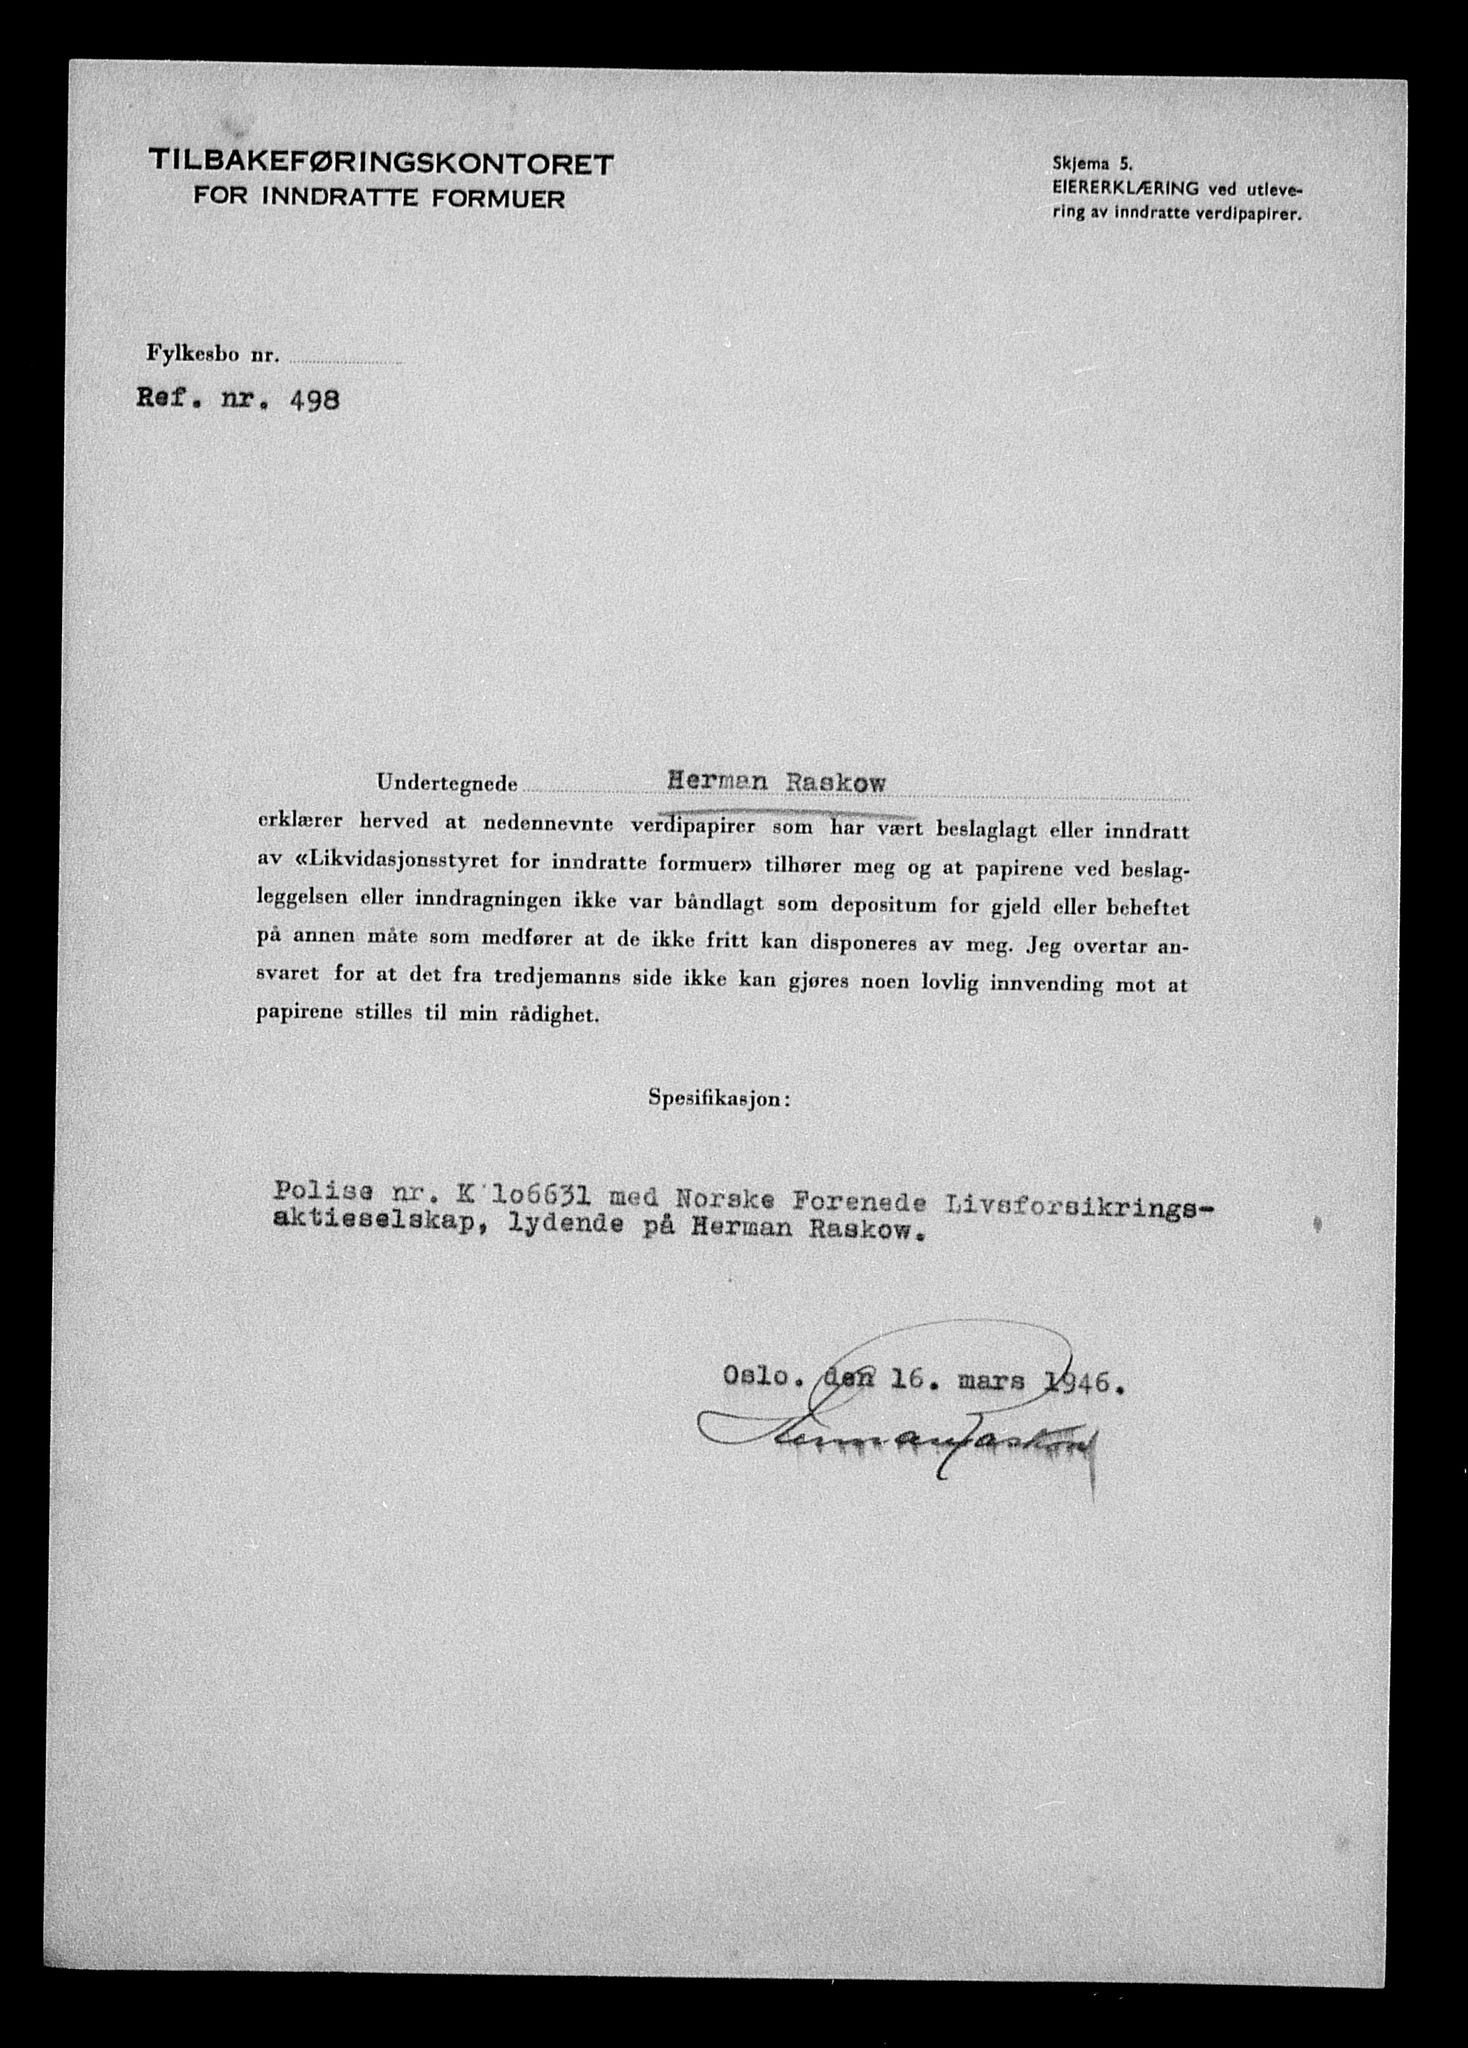 TILBAKEFØRINGSKONTORET
FOR INNDRATTE FORMUER
Skjema 5.
EIERERKLÆRING ved utleve-
ring av inndratte verdipapirer.
Fylkesbo nr.
Ref. nr. 498
Undertegnede Herman Raskow
erklærer herved at nedennevnte verdipapirer som har vært beslaglagt eller inndratt
av «Likvidasjonsstyret for inndratte formuer» tilhører meg og at papirene ved beslag-
leggelsen eller inndragningen ikke var båndlagt som depositum for gjeld eller beheftet
på annen måte som medfører at de ikke fritt kan disponeres av meg. Jeg overtar an-
svaret for at det fra tredjemanns side ikke kan gjøres noen lovlig innvending mot at
papirene stilles til min rådighet.
Spesifikasjon:
Polise nr. K 1o6631 med Norske Forenede Livsforsikrings-
aktieselskap, lydende på Herman Raskow.
Oslo. den 16. mars 1946.
Herman Raskow